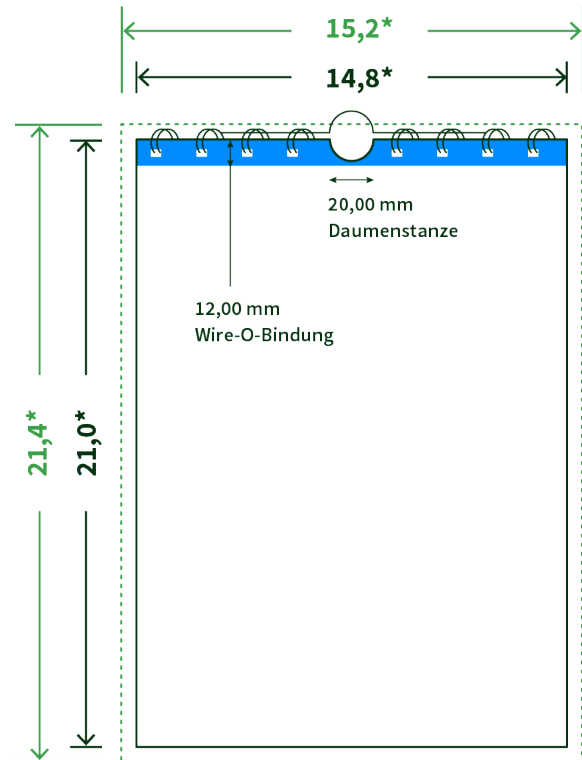 15,2*
14,8*
20,00 mm
Daumenstanze
12,00 mm
Wire-O-Bindung
21,4*
21,0*